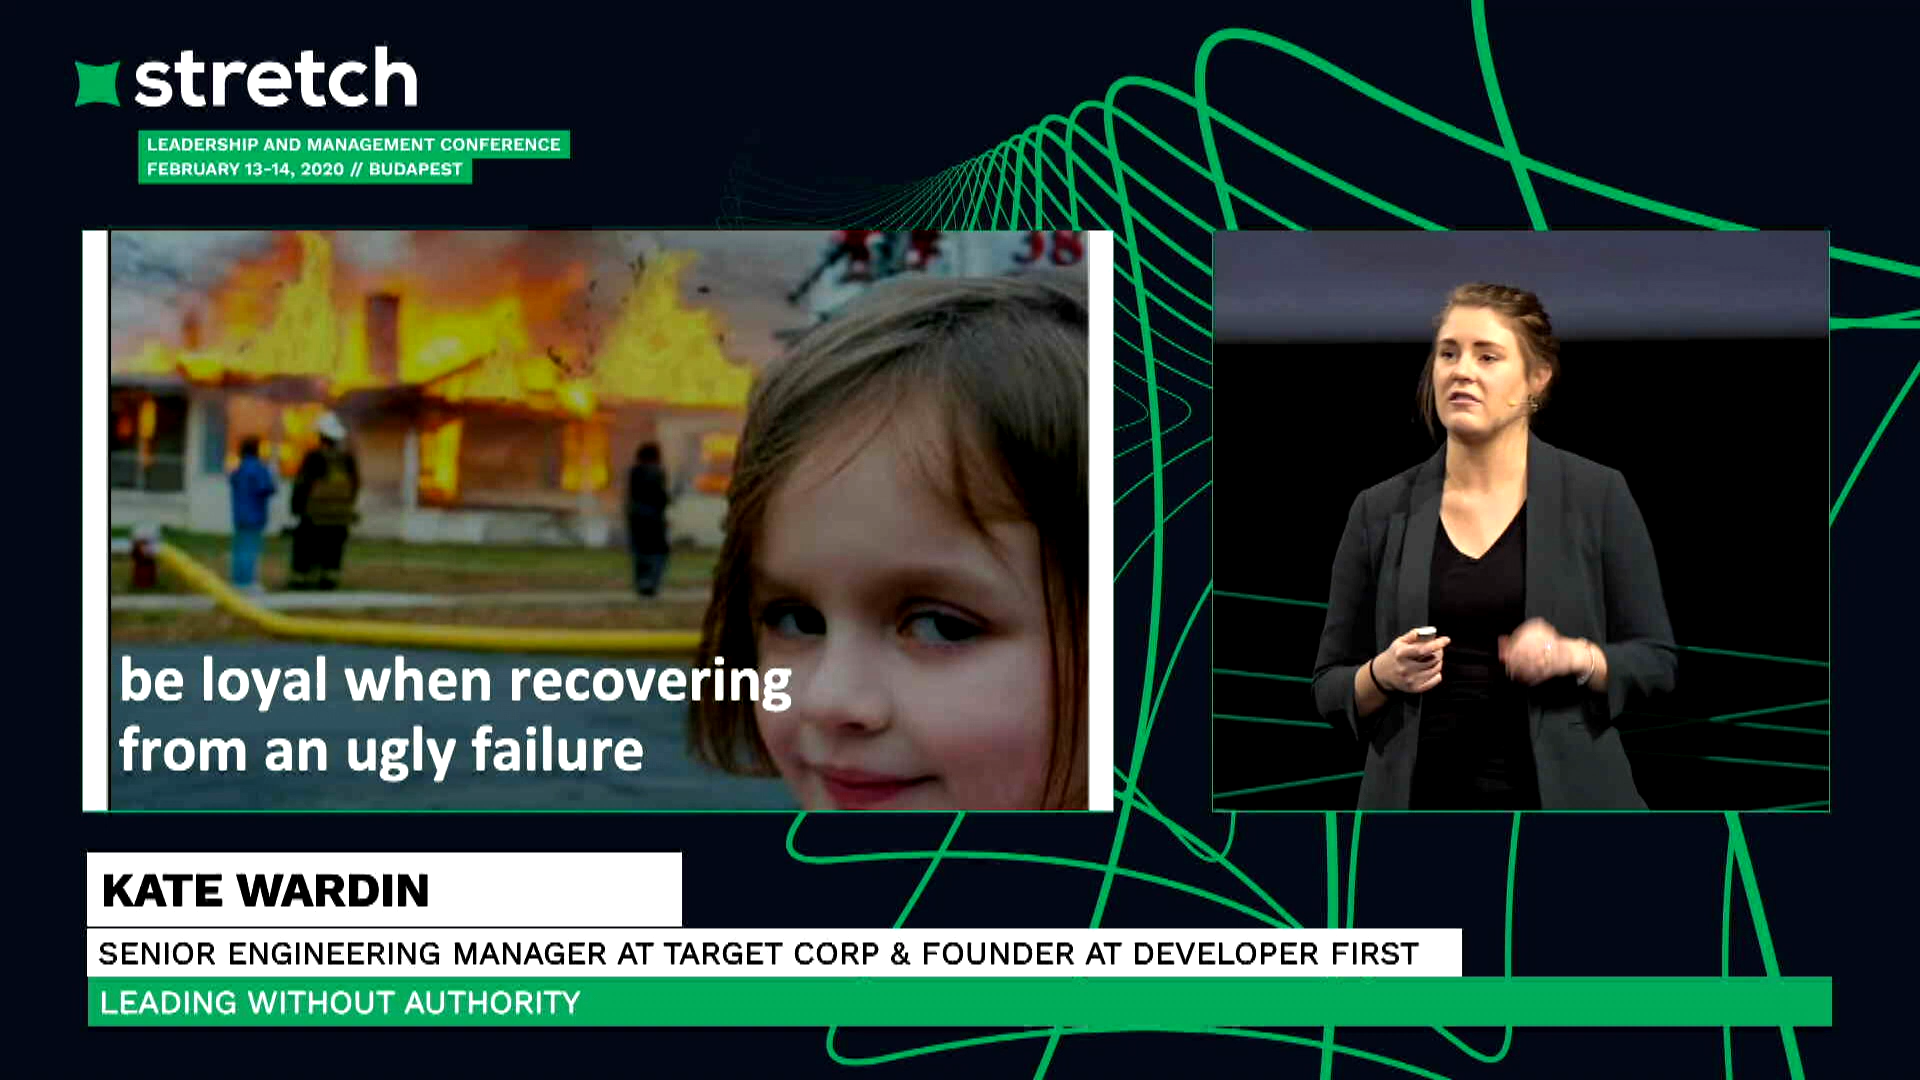 stretch
LEADERSHIP AND MANAGEMENT CONFERENCE
FEBRUARY 13-14, 2020 // BUDAPEST
38
be loyal when recovering
from an ugly failure
KATE WARDIN
SENIOR ENGINEERING MANAGER AT TARGET CORP & FOUNDER AT DEVELOPER FIRST
LEADING WITHOUT AUTHORITY